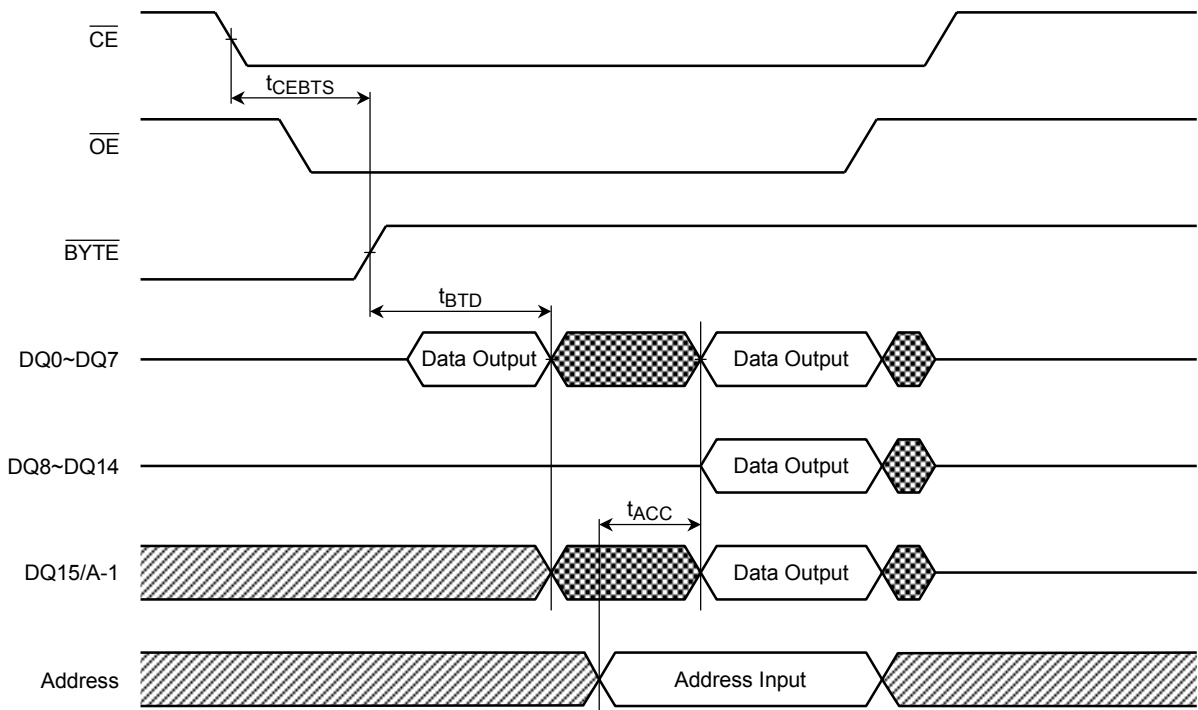 CE
tCEBTS
OE
BYTE
tBTD
DQ0~DQ7
Data Output
Data Output
DQ8~DQ14
Data Output
tACC
DQ15/A-1
Data Output
Address
Address Input